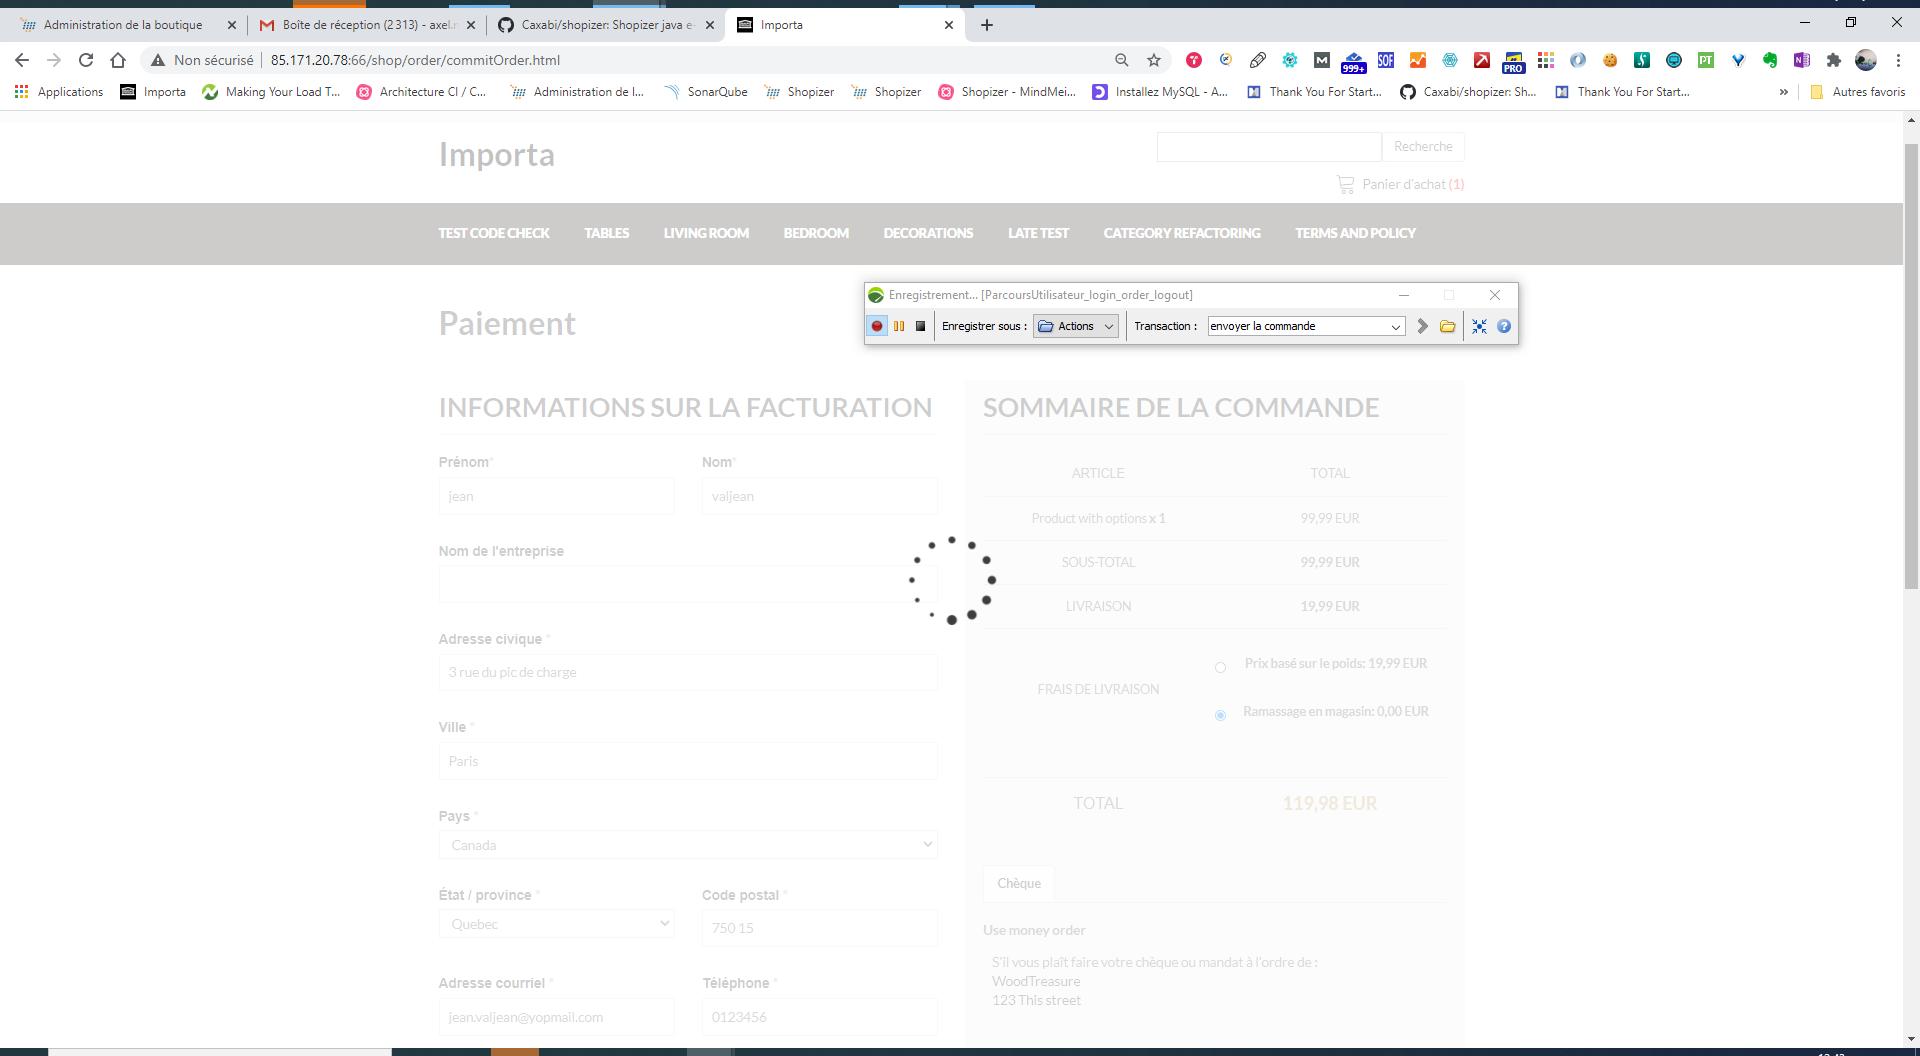 Administration de la boutique
Boîte de réception (2 313) - axel.
Caxabi/shopizer: Shopizer java e-
Importa
Non sécurisé
85.171.20.78:66/shop/order/commitOrder.html
999+
SOF
PRO
PT
Applications
Importa
Making Your Load T...
Architecture CI / C...
Administration de l...
SonarQube
Shopizer
Shopizer
Shopizer - MindMei...
Installez MySQL - A...
Thank You For Start...
Caxabi/shopizer: Sh...
Thank You For Start...
»
Autres favoris
Importa
Recherche
Panier d'achat (1)
TEST CODE CHECK
TABLES
LIVING ROOM
BEDROOM
DECORATIONS
LATE TEST
CATEGORY REFACTORING
TERMS AND POLICY
Enregistrement... [ParcoursUtilisateur_login_order_logout]
Enregistrer sous :
Actions
Transaction :
envoyer la commande
Paiement
INFORMATIONS SUR LA FACTURATION
Prénom*
Nom*
jean
valjean
Nom de l'entreprise
Adresse civique *
3 rue du pic de charge
Ville *
Paris
Pays *
Canada
État / province *
Code postal *
Quebec
750 15
Adresse courriel *
Téléphone *
jean.valjean@yopmail.com
0123456
SOMMAIRE DE LA COMMANDE
ARTICLE
TOTAL
Product with options x 1
99,99 EUR
SOUS-TOTAL
99,99 EUR
LIVRAISON
19,99 EUR
FRAIS DE LIVRAISON
Prix basé sur le poids: 19,99 EUR
Ramassage en magasin: 0,00 EUR
TOTAL
119,98 EUR
Chèque
Use money order
S'il vous plaît faire votre chèque ou mandat à l'ordre de :
WoodTreasure
123 This street